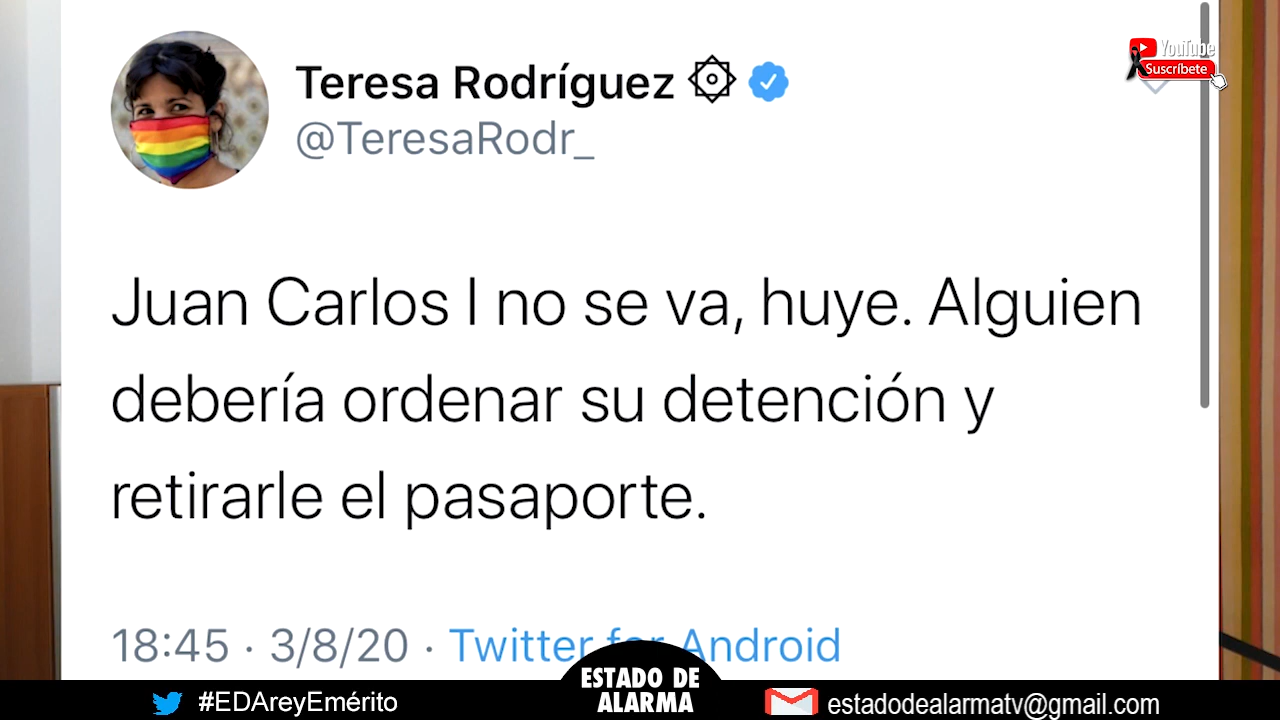 YouTube
Suscríbete
Teresa Rodríguez
@TeresaRodr_
Juan Carlos I no se va, huye. Alguien
debería ordenar su detención y
retirarle el pasaporte.
18:45 · 3/8/20 · Twitter for Android
ESTADO DE
ALARMA
#EDAreyEmérito
estadodealarmatv@gmail.com